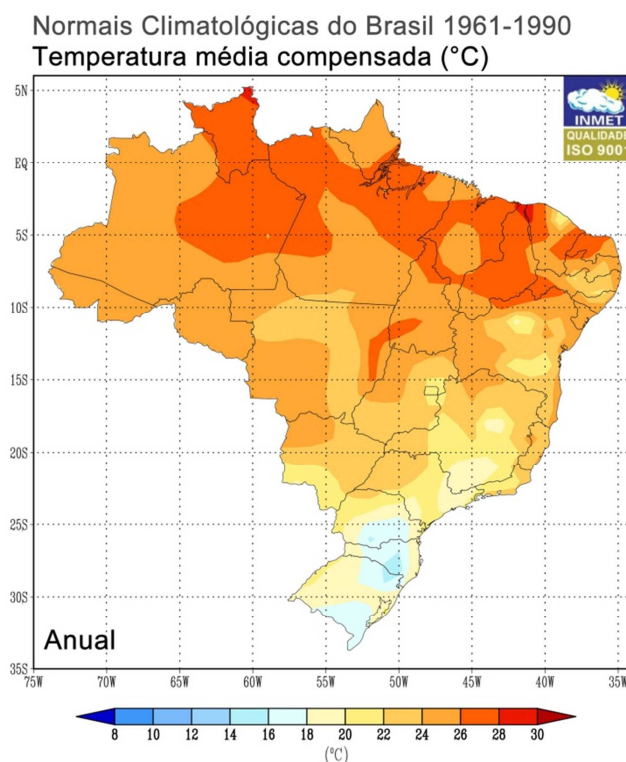 Normais Climatológicas do Brasil 1961-1990
Temperatura média compensada (°C)
INMET
QUALIDADE
ISO 9001
5N
EQ
5S
10S
15S
20S
25S
30S
35S
Anual
75W 70W 65W 60W 55W 50W 45W 40W 35W
8 10 12 14 16 18 20 22 24 26 28 30
(°C)